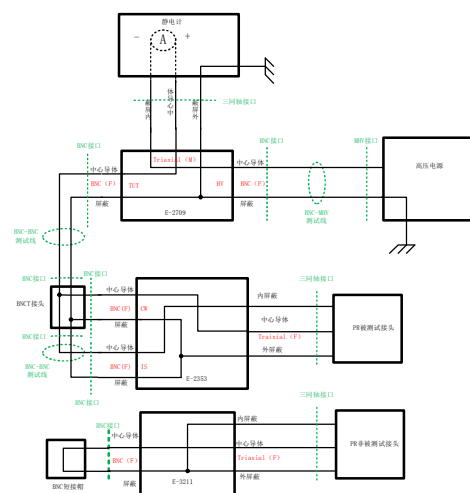 静电计
－ A ＋
内屏蔽
中心导体
外屏蔽
三同轴接口
BNC接口
BNC接口
MHV接口
Triaxial (M)
中心导体
中心导体
高压电源
BNC (F)
TUT
HV
BNC (F)
屏蔽
屏蔽
E-2709
BNC-MHV
测试线
BNC-BNC
测试线
BNC接口
BNC接口
三同轴接口
中心导体
内屏蔽
BNCT接头
BNC(F)
CW
中心导体
PR被测试接头
屏蔽
Traixial (F)
BNC接口
中心导体
外屏蔽
BNC-BNC
测试线
BNC(F)
IS
E-2353
屏蔽
BNC接口
三同轴接口
BNC接口
内屏蔽
中心导体
中心导体
PR非被测试接头
BNC (F)
Traixial (F)
屏蔽
外屏蔽
BNC短接帽
E-3211